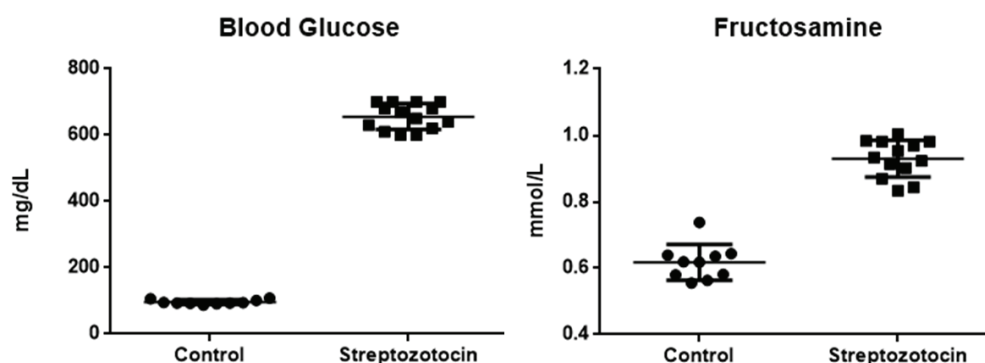 Blood Glucose
mg/dL
800
600
400
200
0
Control
Streptozotocin
Fructosamine
mmol/L
1.2
1.0
0.8
0.6
0.4
Control
Streptozotocin